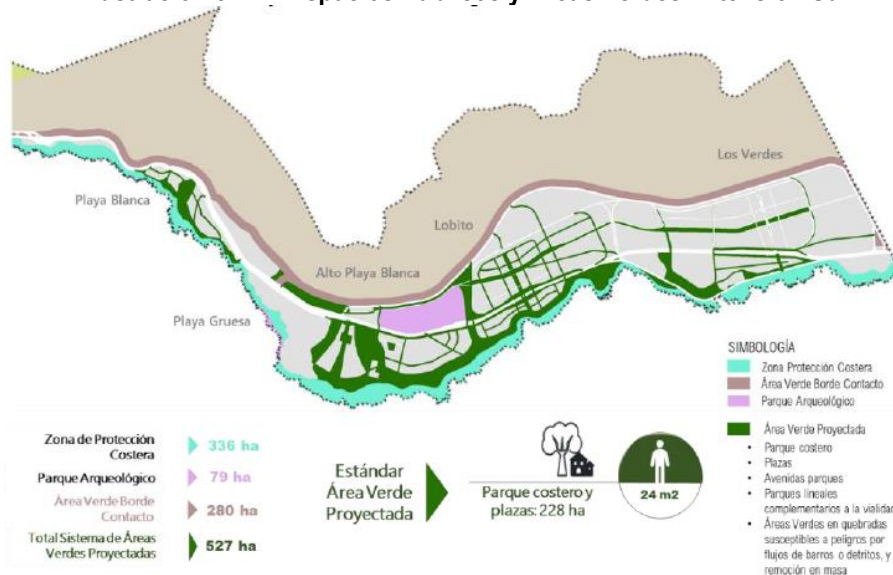 Los Verdes
Playa Blanca
Lobito
Alto Playa Blanca
Playa Gruesa
SIMBOLOGÍA
Zona Protección Costera
Área Verde Borde Contacto
Parque Arqueológico
Área Verde Proyectada
• Parque costero
• Plazas
• Avenidas parques
• Parques lineales
complementarios a la vialidad
• Áreas Verdes en quebradas
susceptibles a peligros por
flujos de barros o detritos, y
remoción en masa
Zona de Protección
Costera
336 ha
Parque Arqueológico
79 ha
Área Verde Borde
Contacto
280 ha
Total Sistema de Áreas
Verdes Proyectadas
527 ha
Estándar
Área Verde
Proyectada
Parque costero y
plazas: 228 ha
24 m2